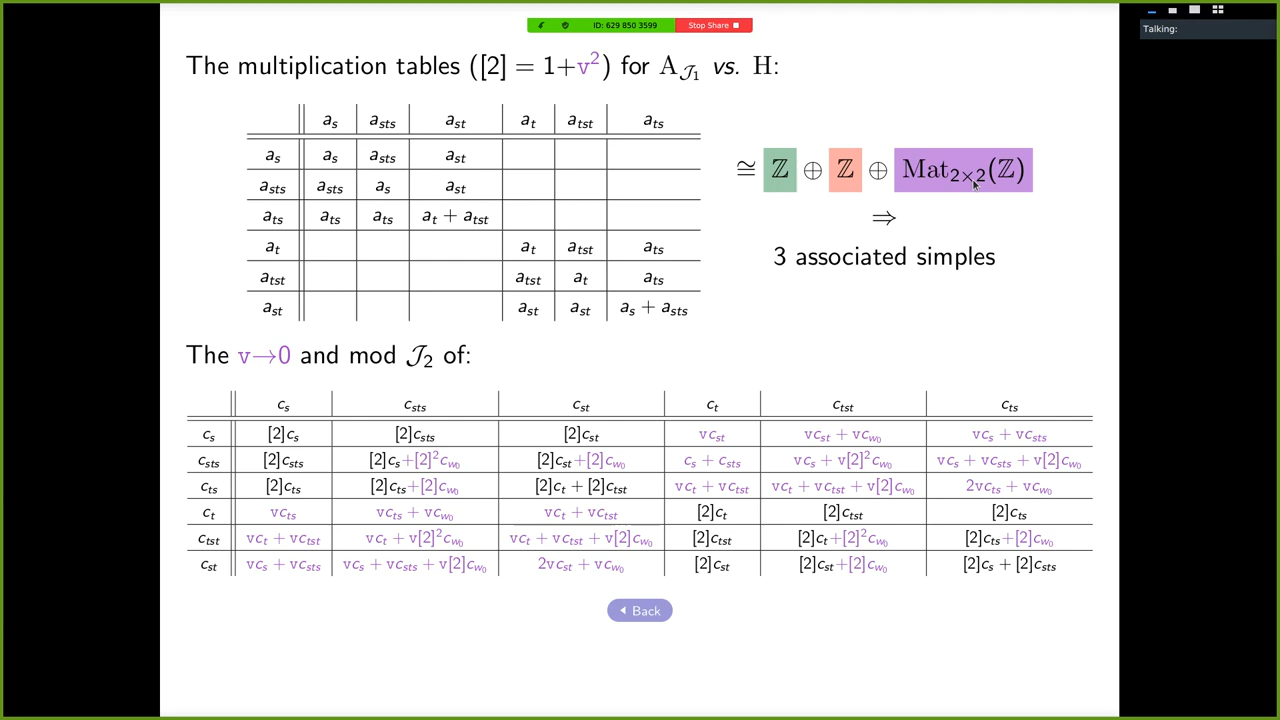 ID: 629 850 3599 Stop Share
Talking:
The multiplication tables ([2] = 1+v²) for A_𝒥₁ vs. H:
a_s a_sts a_st a_t a_tst a_ts
a_s a_s a_sts a_st
a_sts a_sts a_s a_st
a_ts a_ts a_ts a_t + a_tst
a_t a_t a_tst a_ts
a_tst a_tst a_t a_ts
a_st a_st a_st a_s + a_sts
≅ ℤ ⊕ ℤ ⊕ Mat₂ₓ₂(ℤ)
⇒
3 associated simples
The v→0 and mod 𝒥₂ of:
c_s c_sts c_st c_t c_tst c_ts
c_s [2]c_s [2]c_sts [2]c_st vc_st vc_st + vc_w₀ vc_s + vc_sts
c_sts [2]c_sts [2]c_s+[2]²c_w₀ [2]c_st+[2]c_w₀ c_s + c_sts vc_s + v[2]²c_w₀ vc_s + vc_sts + v[2]c_w₀
c_ts [2]c_ts [2]c_ts+[2]c_w₀ [2]c_t + [2]c_tst vc_t + vc_tst vc_t + vc_tst + v[2]c_w₀ 2vc_ts + vc_w₀
c_t vc_ts vc_ts + vc_w₀ vc_t + vc_tst [2]c_t [2]c_tst [2]c_ts
c_tst vc_t + vc_tst vc_t + v[2]²c_w₀ vc_t + vc_tst + v[2]c_w₀ [2]c_tst [2]c_t+[2]²c_w₀ [2]c_ts+[2]c_w₀
c_st vc_s + vc_sts vc_s + vc_sts + v[2]c_w₀ 2vc_st + vc_w₀ [2]c_st [2]c_st+[2]c_w₀ [2]c_s + [2]c_sts
Back